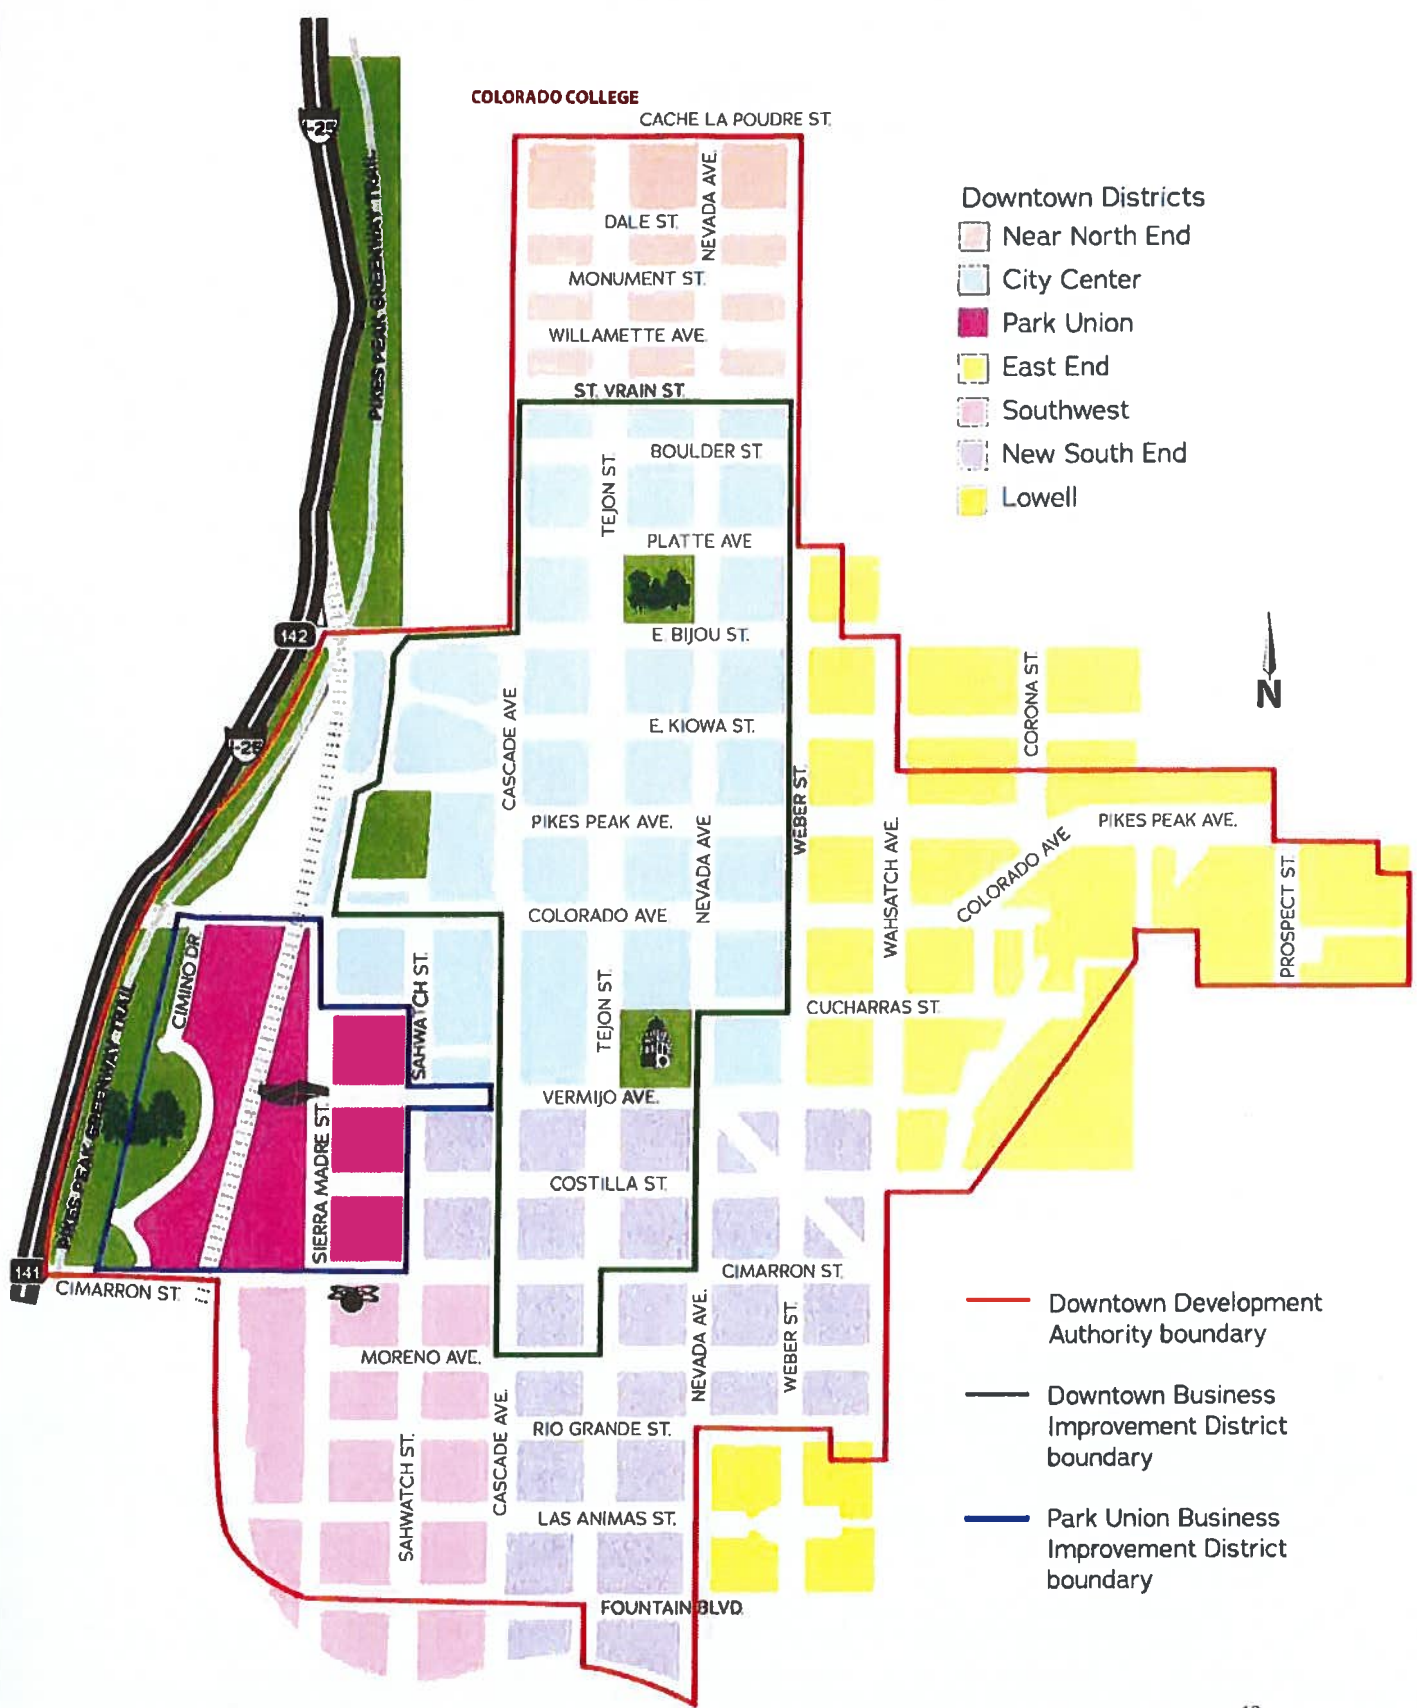 COLORADO COLLEGE
CACHE LA POUDRE ST.
I-25
PIKES PEAK GREENWAY TRAIL
NEVADA AVE.
DALE ST.
MONUMENT ST.
WILLAMETTE AVE.
ST. VRAIN ST.
Downtown Districts
Near North End
City Center
Park Union
East End
Southwest
New South End
Lowell
BOULDER ST.
TEJON ST.
PLATTE AVE
142
E. BIJOU ST.
CORONA ST.
N
CASCADE AVE
E. KIOWA ST.
I-25
WEBER ST.
PIKES PEAK AVE.
PIKES PEAK AVE.
NEVADA AVE
WAHSATCH AVE.
COLORADO AVE
COLORADO AVE
PROSPECT ST.
CIMINO DR
SAHWATCH ST.
TEJON ST.
CUCHARRAS ST.
PIKES PEAK GREENWAY TRAIL
VERMIJO AVE.
SIERRA MADRE ST.
COSTILLA ST.
141
CIMARRON ST.
CIMARRON ST.
NEVADA AVE.
WEBER ST.
MORENO AVE.
CASCADE AVE.
RIO GRANDE ST.
SAHWATCH ST.
LAS ANIMAS ST.
FOUNTAIN BLVD.
Downtown Development
Authority boundary
Downtown Business
Improvement District
boundary
Park Union Business
Improvement District
boundary